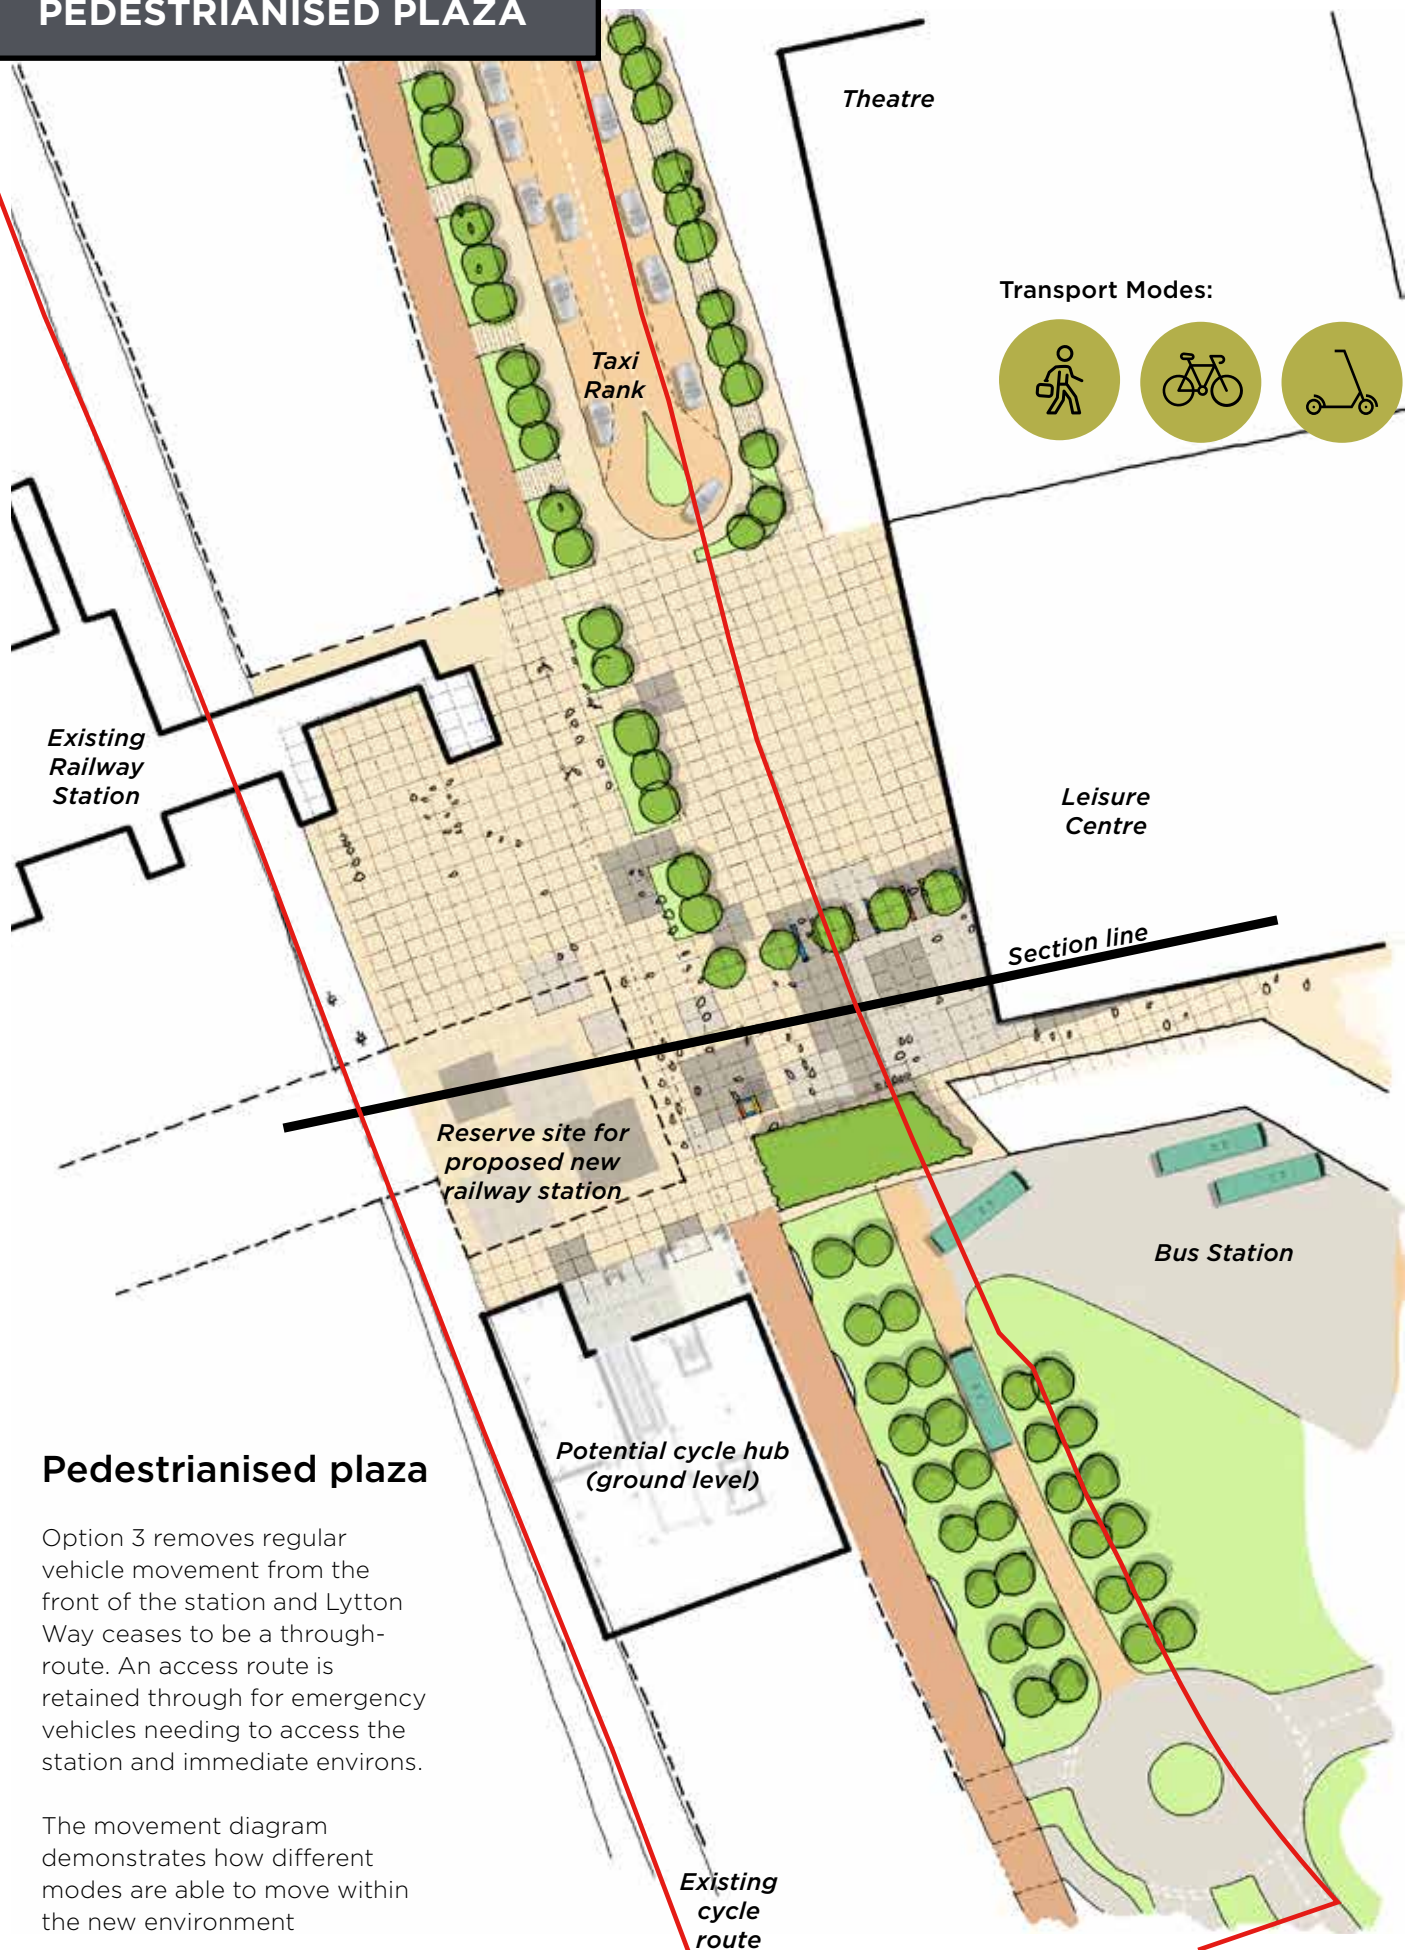 PEDESTRIANISED PLAZA
Theatre
Transport Modes:
Taxi
Rank
Existing
Railway
Station
Leisure
Centre
Section line
Reserve site for
proposed new
railway station
Bus Station
Potential cycle hub
(ground level)
Pedestrianised plaza
Option 3 removes regular
vehicle movement from the
front of the station and Lytton
Way ceases to be a through-
route. An access route is
retained through for emergency
vehicles needing to access the
station and immediate environs.
The movement diagram
demonstrates how different
modes are able to move within
the new environment
Existing
cycle
route